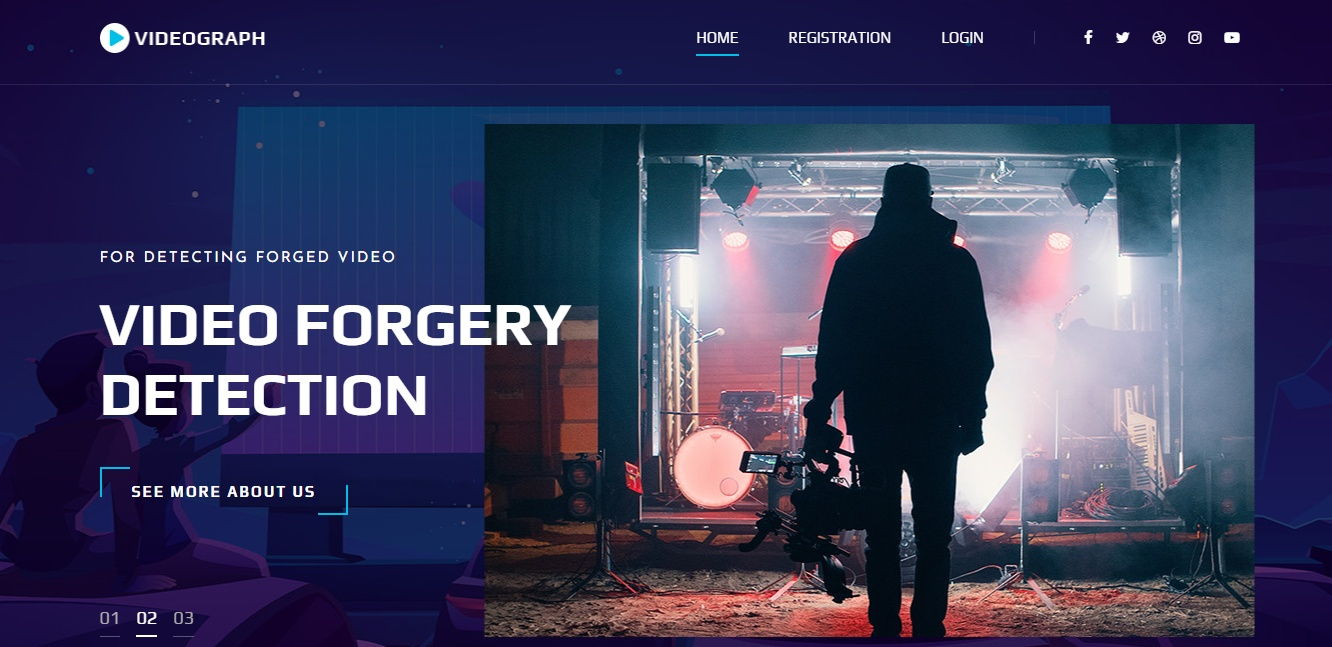 VIDEOGRAPH
HOME REGISTRATION LOGIN
FOR DETECTING FORGED VIDEO
VIDEO FORGERY
DETECTION
SEE MORE ABOUT US
01 02 03